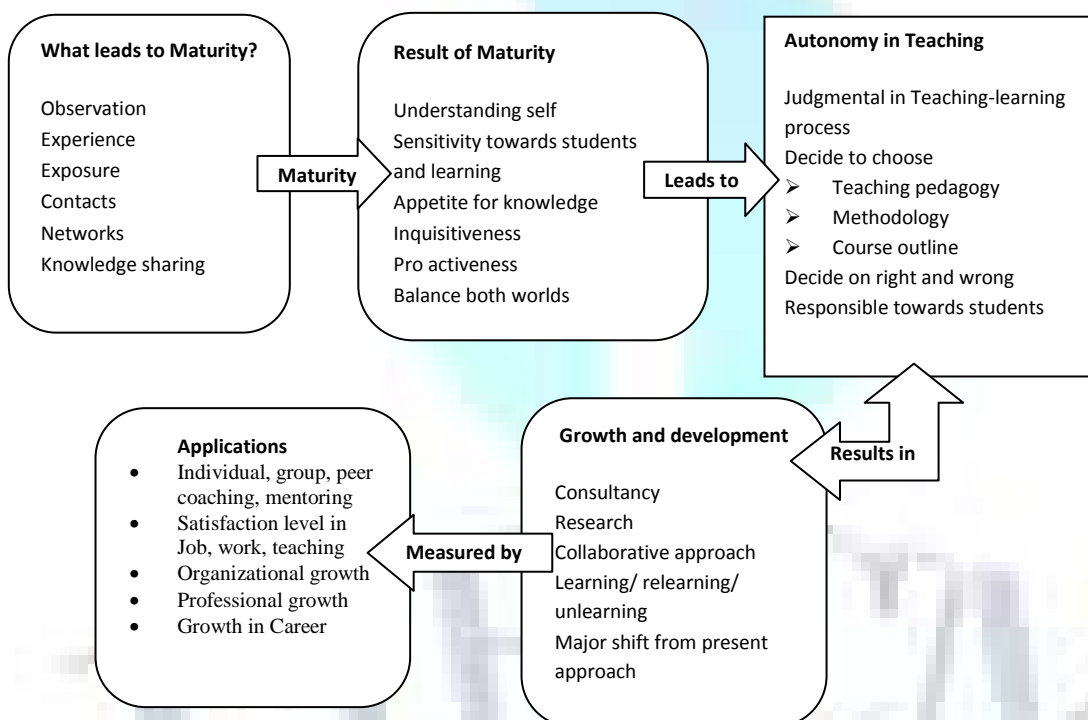 What leads to Maturity?
Observation
Experience
Exposure
Contacts
Networks
Knowledge sharing
Maturity
Result of Maturity
Understanding self
Sensitivity towards students
and learning
Appetite for knowledge
Inquisitiveness
Pro activeness
Balance both worlds
Leads to
Autonomy in Teaching
Judgmental in Teaching-learning
process
Decide to choose
➢ Teaching pedagogy
➢ Methodology
➢ Course outline
Decide on right and wrong
Responsible towards students
Results in
Growth and development
Consultancy
Research
Collaborative approach
Learning/ relearning/
unlearning
Major shift from present
approach
Measured by
Applications
• Individual, group, peer
coaching, mentoring
• Satisfaction level in
Job, work, teaching
• Organizational growth
• Professional growth
• Growth in Career